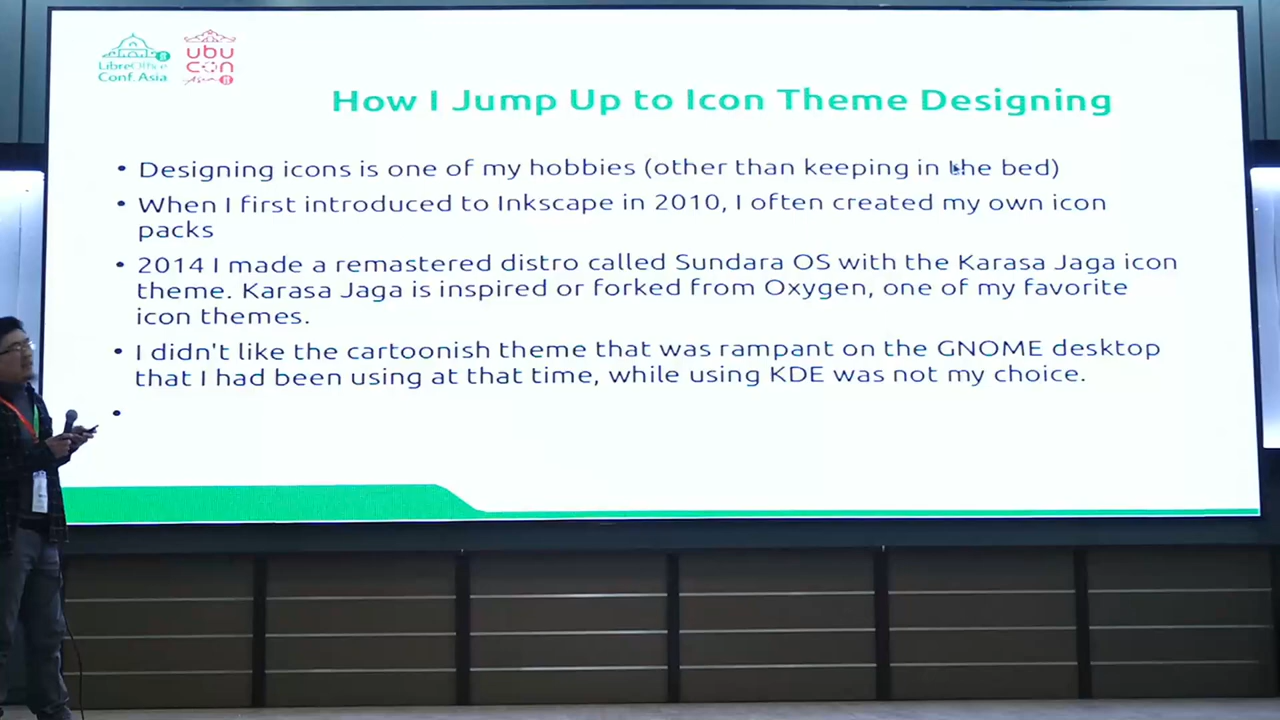 LibreOffice
Conf. Asia
ubu
con
Asia
How I Jump Up to Icon Theme Designing
• Designing icons is one of my hobbies (other than keeping in the bed)
• When I first introduced to Inkscape in 2010, I often created my own icon
packs
• 2014 I made a remastered distro called Sundara OS with the Karasa Jaga icon
theme. Karasa Jaga is inspired or forked from Oxygen, one of my favorite
icon themes.
• I didn't like the cartoonish theme that was rampant on the GNOME desktop
that I had been using at that time, while using KDE was not my choice.
•